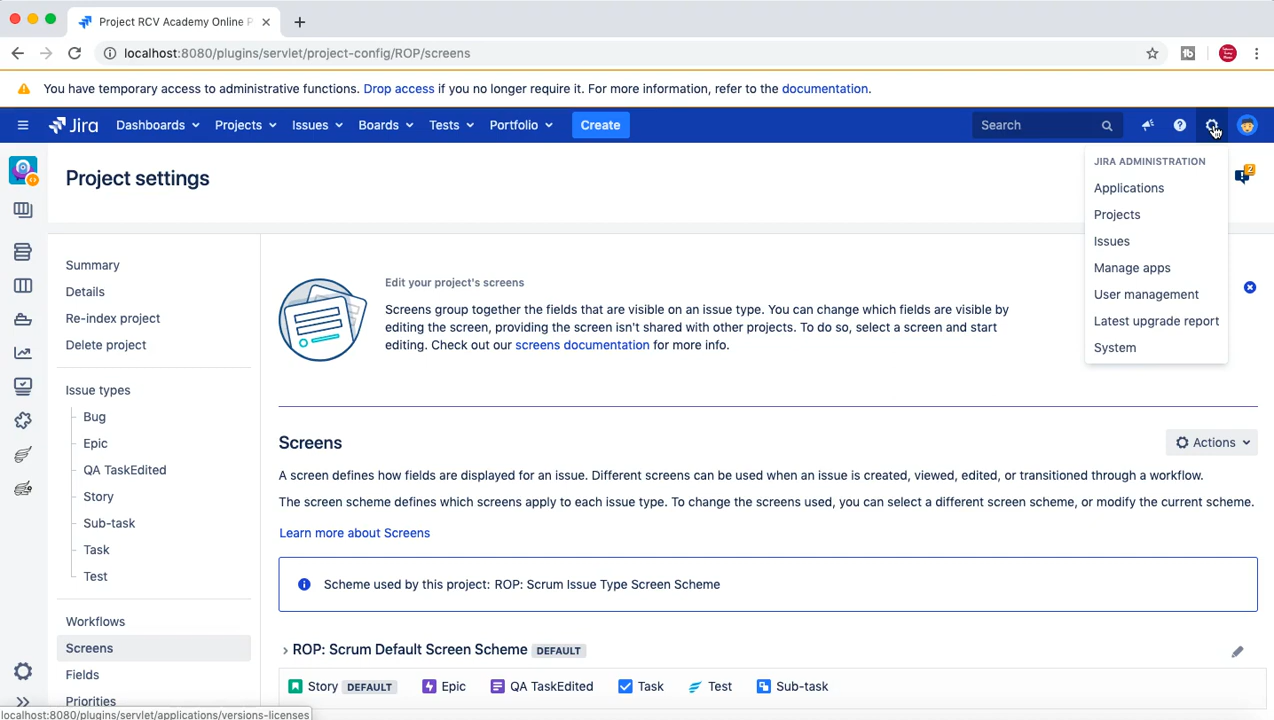 Project RCV Academy Online P
localhost:8080/plugins/servlet/project-config/ROP/screens
You have temporary access to administrative functions. Drop access if you no longer require it. For more information, refer to the documentation.
Jira Dashboards Projects Issues Boards Tests Portfolio Create Search
Project settings
JIRA ADMINISTRATION
Applications
Projects
Issues
Manage apps
User management
Latest upgrade report
System
2
Summary
Details
Re-index project
Delete project
Issue types
Bug
Epic
QA TaskEdited
Story
Sub-task
Task
Test
Workflows
Screens
Fields
Priorities
Edit your project's screens
Screens group together the fields that are visible on an issue type. You can change which fields are visible by
editing the screen, providing the screen isn't shared with other projects. To do so, select a screen and start
editing. Check out our screens documentation for more info.
Screens
Actions
A screen defines how fields are displayed for an issue. Different screens can be used when an issue is created, viewed, edited, or transitioned through a workflow.
The screen scheme defines which screens apply to each issue type. To change the screens used, you can select a different screen scheme, or modify the current scheme.
Learn more about Screens
Scheme used by this project: ROP: Scrum Issue Type Screen Scheme
ROP: Scrum Default Screen Scheme DEFAULT
Story DEFAULT Epic QA TaskEdited Task Test Sub-task
localhost:8080/plugins/servlet/applications/versions-licenses